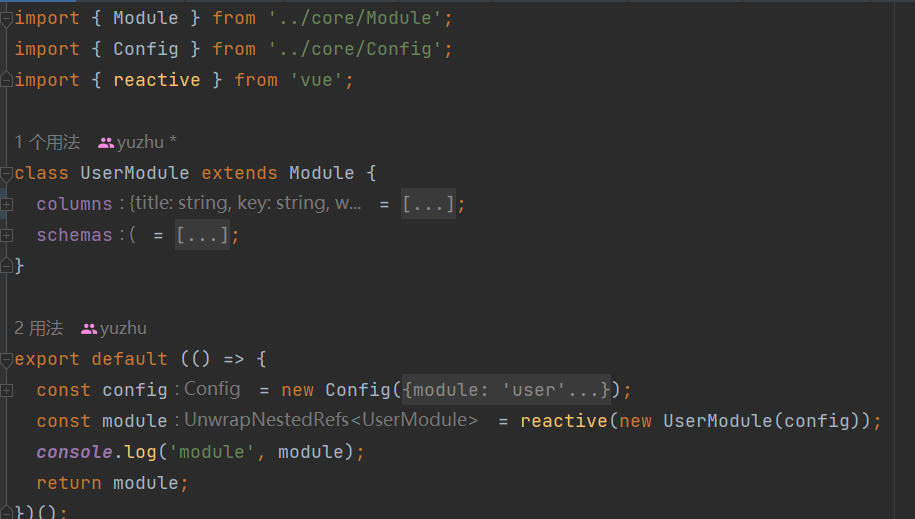 import { Module } from '../core/Module';
import { Config } from '../core/Config';
import { reactive } from 'vue';
1 个用法 yuzhu *
class UserModule extends Module {
columns : {title: string, key: string, w... = [...];
schemas : ( = [...];
}
2 用法 yuzhu
export default (() => {
const config : Config = new Config({module: 'user'...});
const module : UnwrapNestedRefs<UserModule> = reactive(new UserModule(config));
console.log('module', module);
return module;
})();